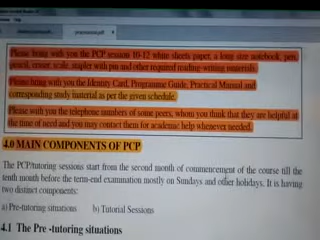 Please bring with you the PCP session 10-12 white sheets paper, a long size notebook, pen,
pencil, eraser, scale, stapler with pin and other required reading-writing materials.
Please bring with you the Identity Card, Programme Guide, Practical Manual and
corresponding study material as per the given schedule.
Please with you the telephone numbers of some peers, whom you think that they are helpful at
the time of need and you may contact them for academic help whenever needed.
4.0 MAIN COMPONENTS OF PCP
The PCP/tutoring sessions start from the second month of commencement of the course till the
tenth month before the term-end examination mostly on Sundays and other holidays. It is having
two distinct components:
a) Pre-tutoring situations b) Tutorial Sessions
4.1 The Pre -tutoring situations